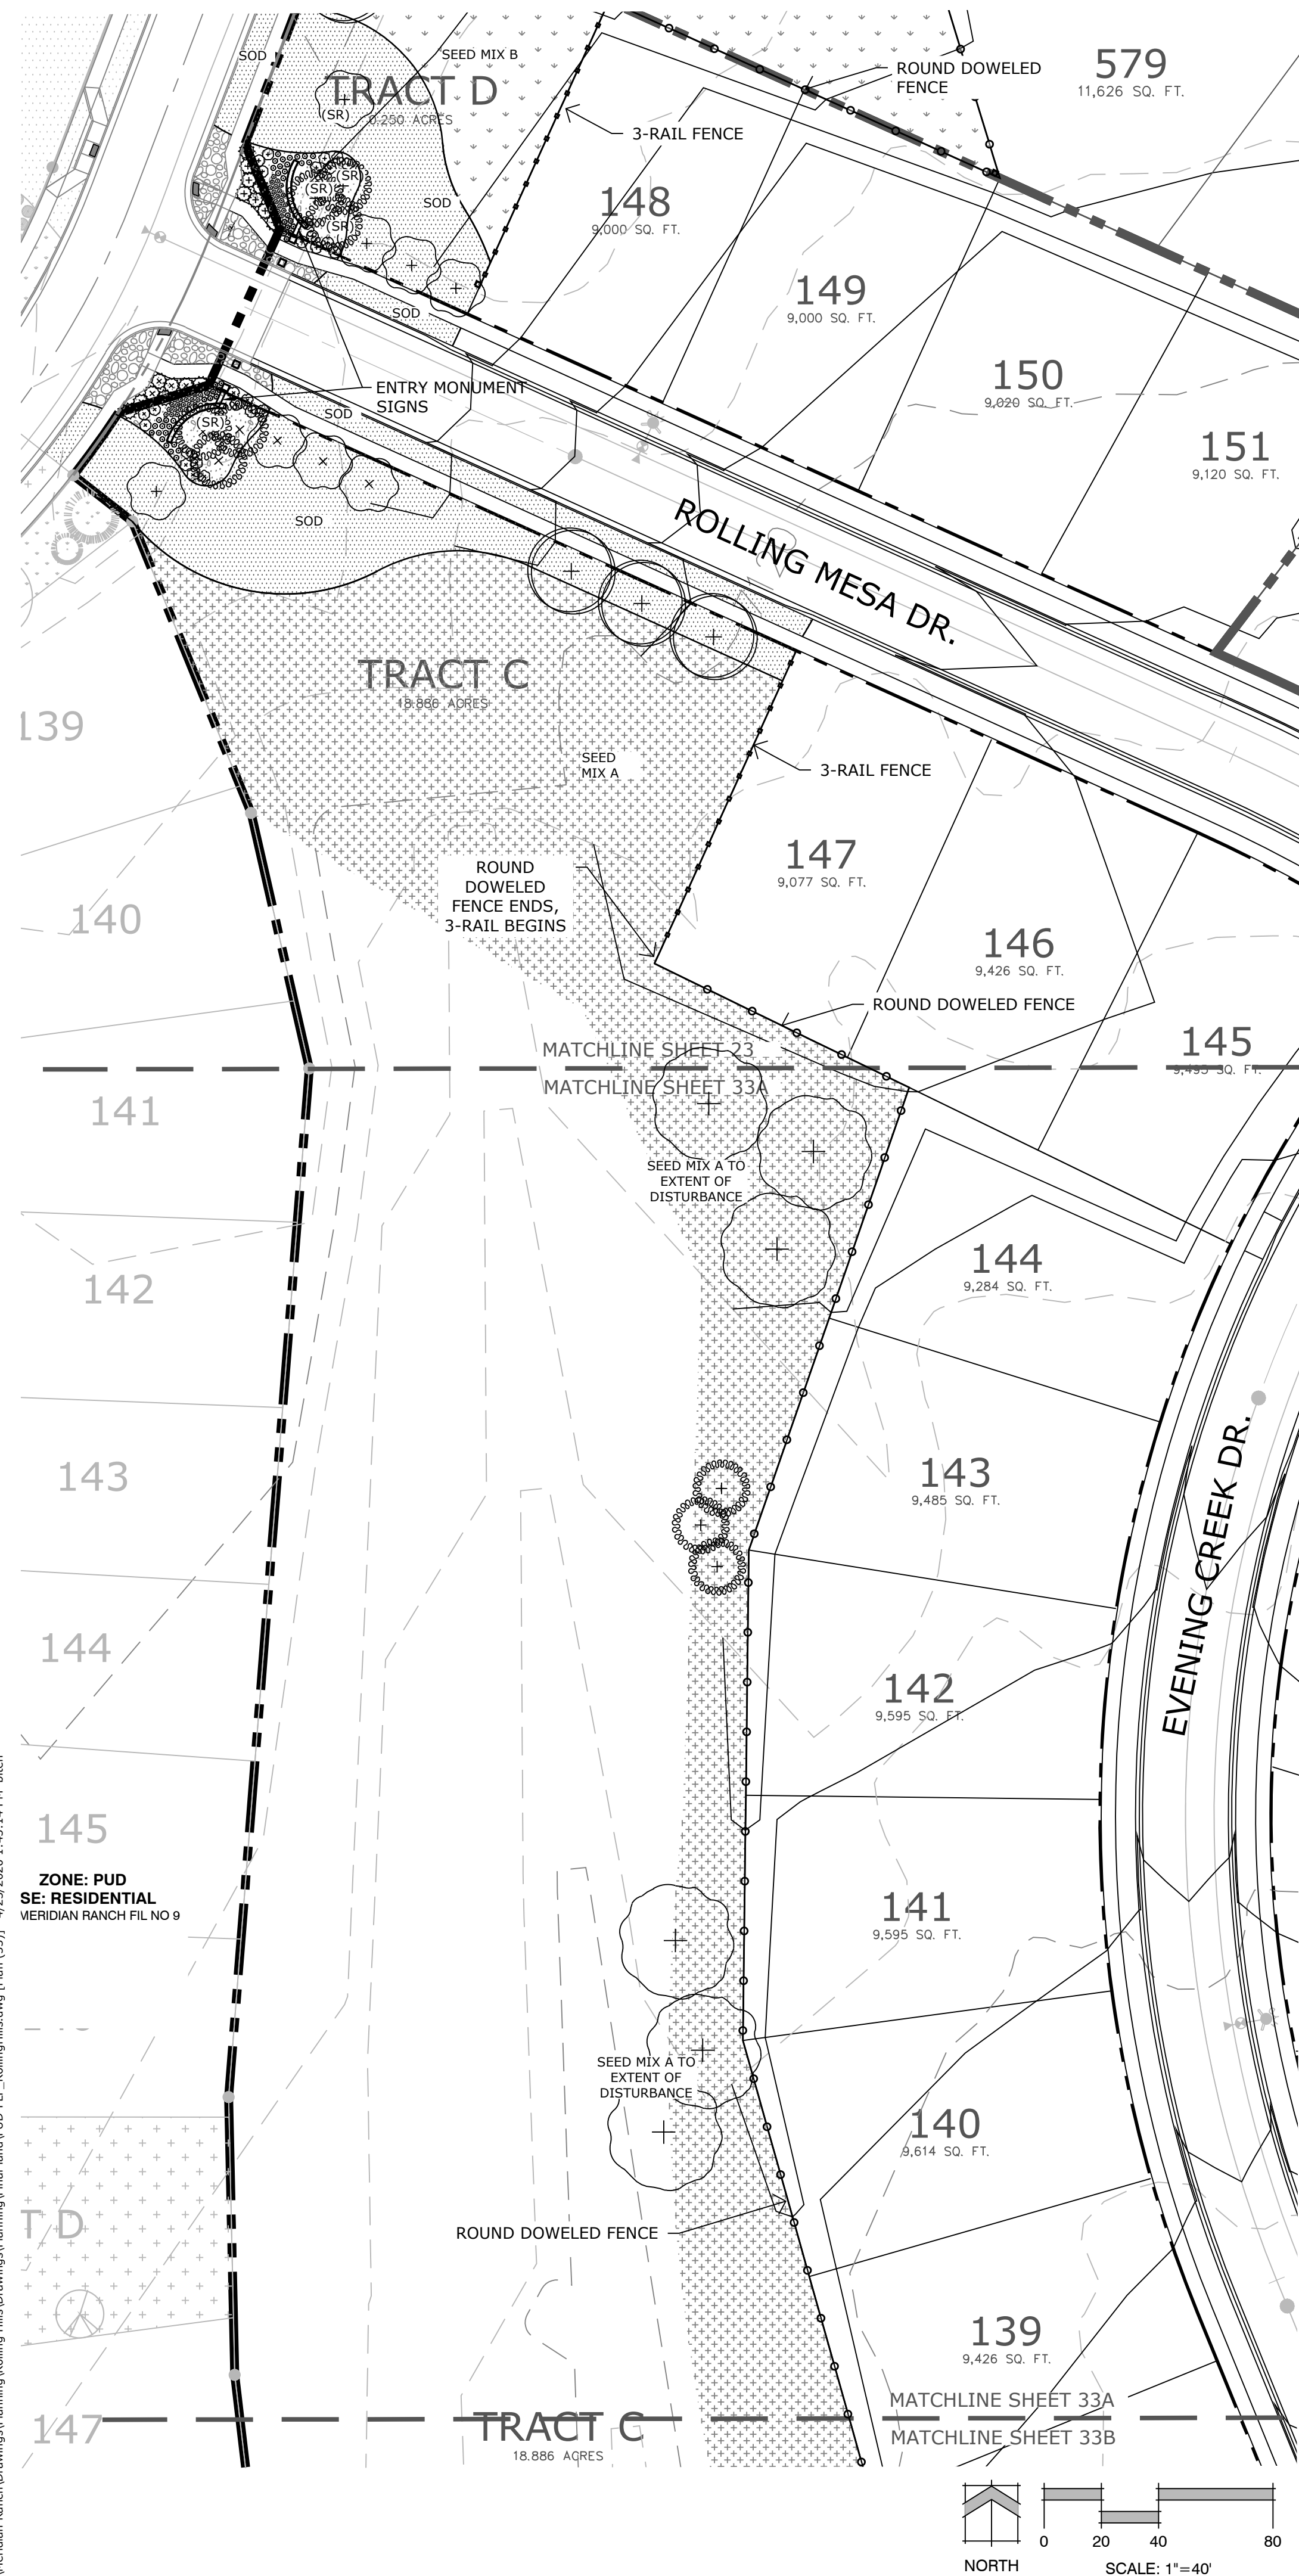 SOD
SEED MIX B
TRACT D
0.250 ACRES
(SR)
ROUND DOWELED
FENCE
579
11,626 SQ. FT.
3-RAIL FENCE
(SR)
(SR)
(SR)
SOD
148
9,000 SQ. FT.
149
9,000 SQ. FT.
SOD
150
9,020 SQ. FT.
ENTRY MONUMENT
SIGNS
SOD
(SR)
151
9,120 SQ. FT.
SOD
ROLLING MESA DR.
TRACT C
18.886 ACRES
139
SEED
MIX A
3-RAIL FENCE
147
9,077 SQ. FT.
ROUND
DOWELED
FENCE ENDS,
3-RAIL BEGINS
140
146
9,426 SQ. FT.
ROUND DOWELED FENCE
145
9,495 SQ. FT.
MATCHLINE SHEET 23
MATCHLINE SHEET 33A
141
SEED MIX A TO
EXTENT OF
DISTURBANCE
144
9,284 SQ. FT.
142
143
9,485 SQ. FT.
143
EVENING CREEK DR.
144
142
9,595 SQ. FT.
145
ZONE: PUD
SE: RESIDENTIAL
MERIDIAN RANCH FIL NO 9
141
9,595 SQ. FT.
SEED MIX A TO
EXTENT OF
DISTURBANCE
140
9,614 SQ. FT.
T D
ROUND DOWELED FENCE
139
9,426 SQ. FT.
MATCHLINE SHEET 33A
MATCHLINE SHEET 33B
147
TRACT C
18.886 ACRES
0 20 40 80
NORTH
SCALE: 1"=40'